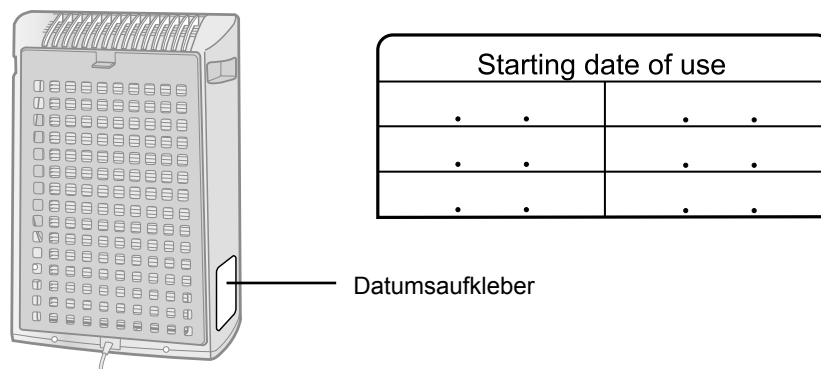 Starting date of use
. . . .
. . . .
. . . .
Datumsaufkleber